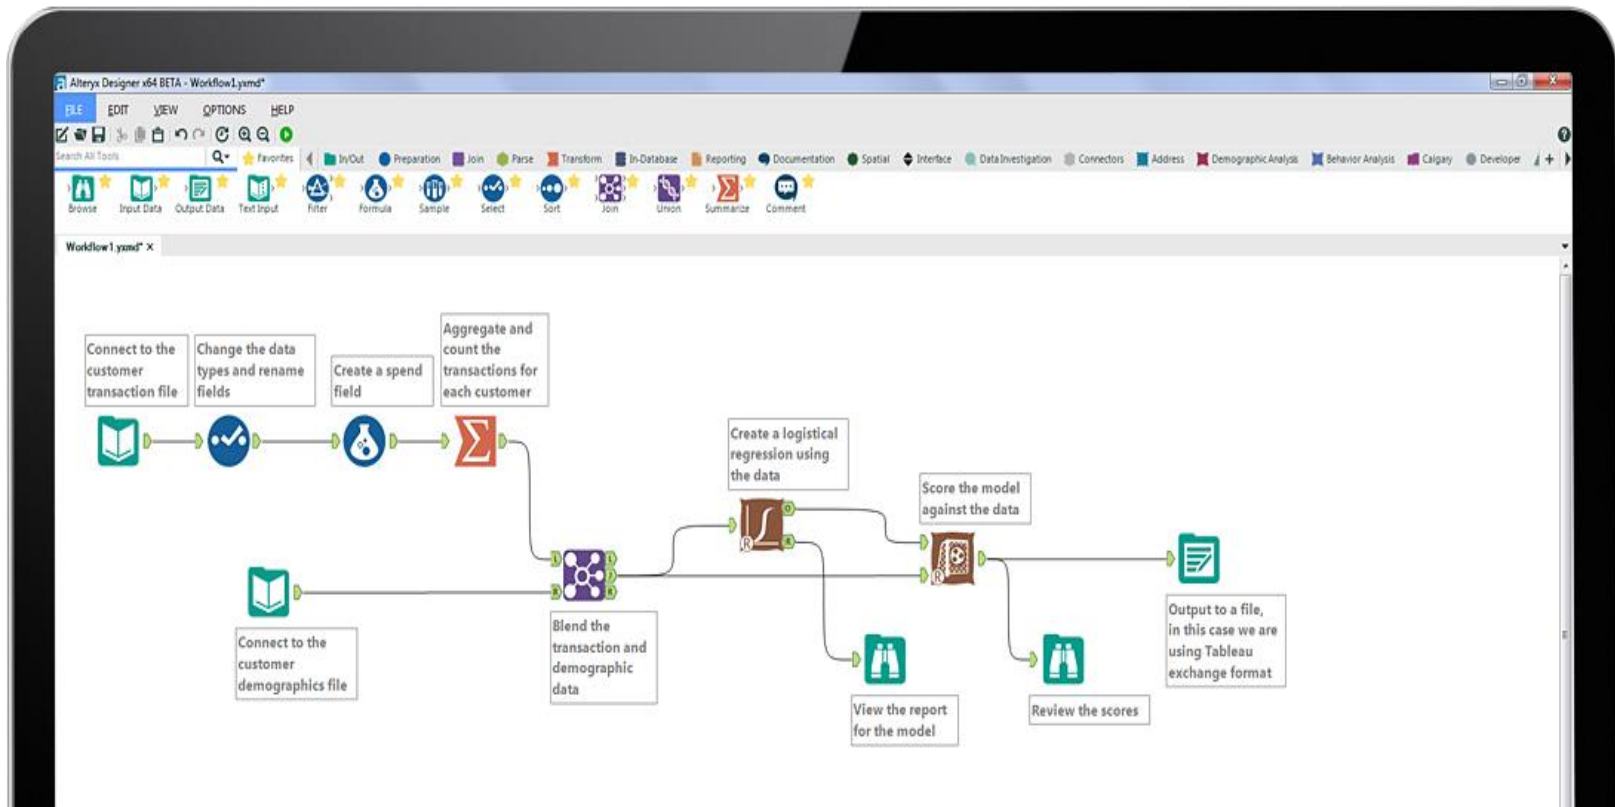 Alteryx Designer x64 BETA - Workflow1.yxmd*
FILE EDIT VIEW OPTIONS HELP
Search All Tools
Favorites In/Out Preparation Join Parse Transform In-Database Reporting Documentation Spatial Interface Data Investigation Connectors Address Demographic Analysis Behavior Analysis Calgary Developer
Browse Input Data Output Data Text Input Filter Formula Sample Select Sort Join Union Summarize Comment
Workflow1.yxmd* X
Connect to the
customer
transaction file
Change the data
types and rename
fields
Create a spend
field
Aggregate and
count the
transactions for
each customer
Create a logistical
regression using
the data
Score the model
against the data
Connect to the
customer
demographics file
Blend the
transaction and
demographic
data
View the report
for the model
Review the scores
Output to a file,
in this case we are
using Tableau
exchange format
L
R
L
J
R
O
R
R
R